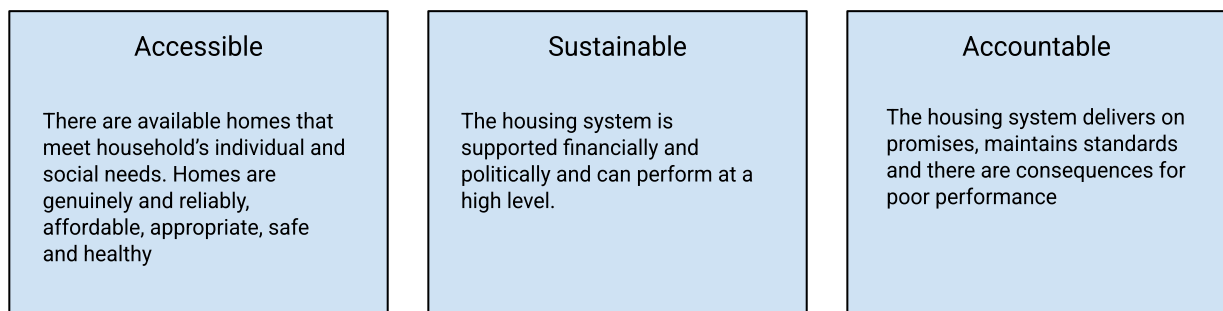 Accessible
There are available homes that
meet household’s individual and
social needs. Homes are
genuinely and reliably,
affordable, appropriate, safe
and healthy
Sustainable
The housing system is
supported financially and
politically and can perform at a
high level.
Accountable
The housing system delivers on
promises, maintains standards
and there are consequences for
poor performance